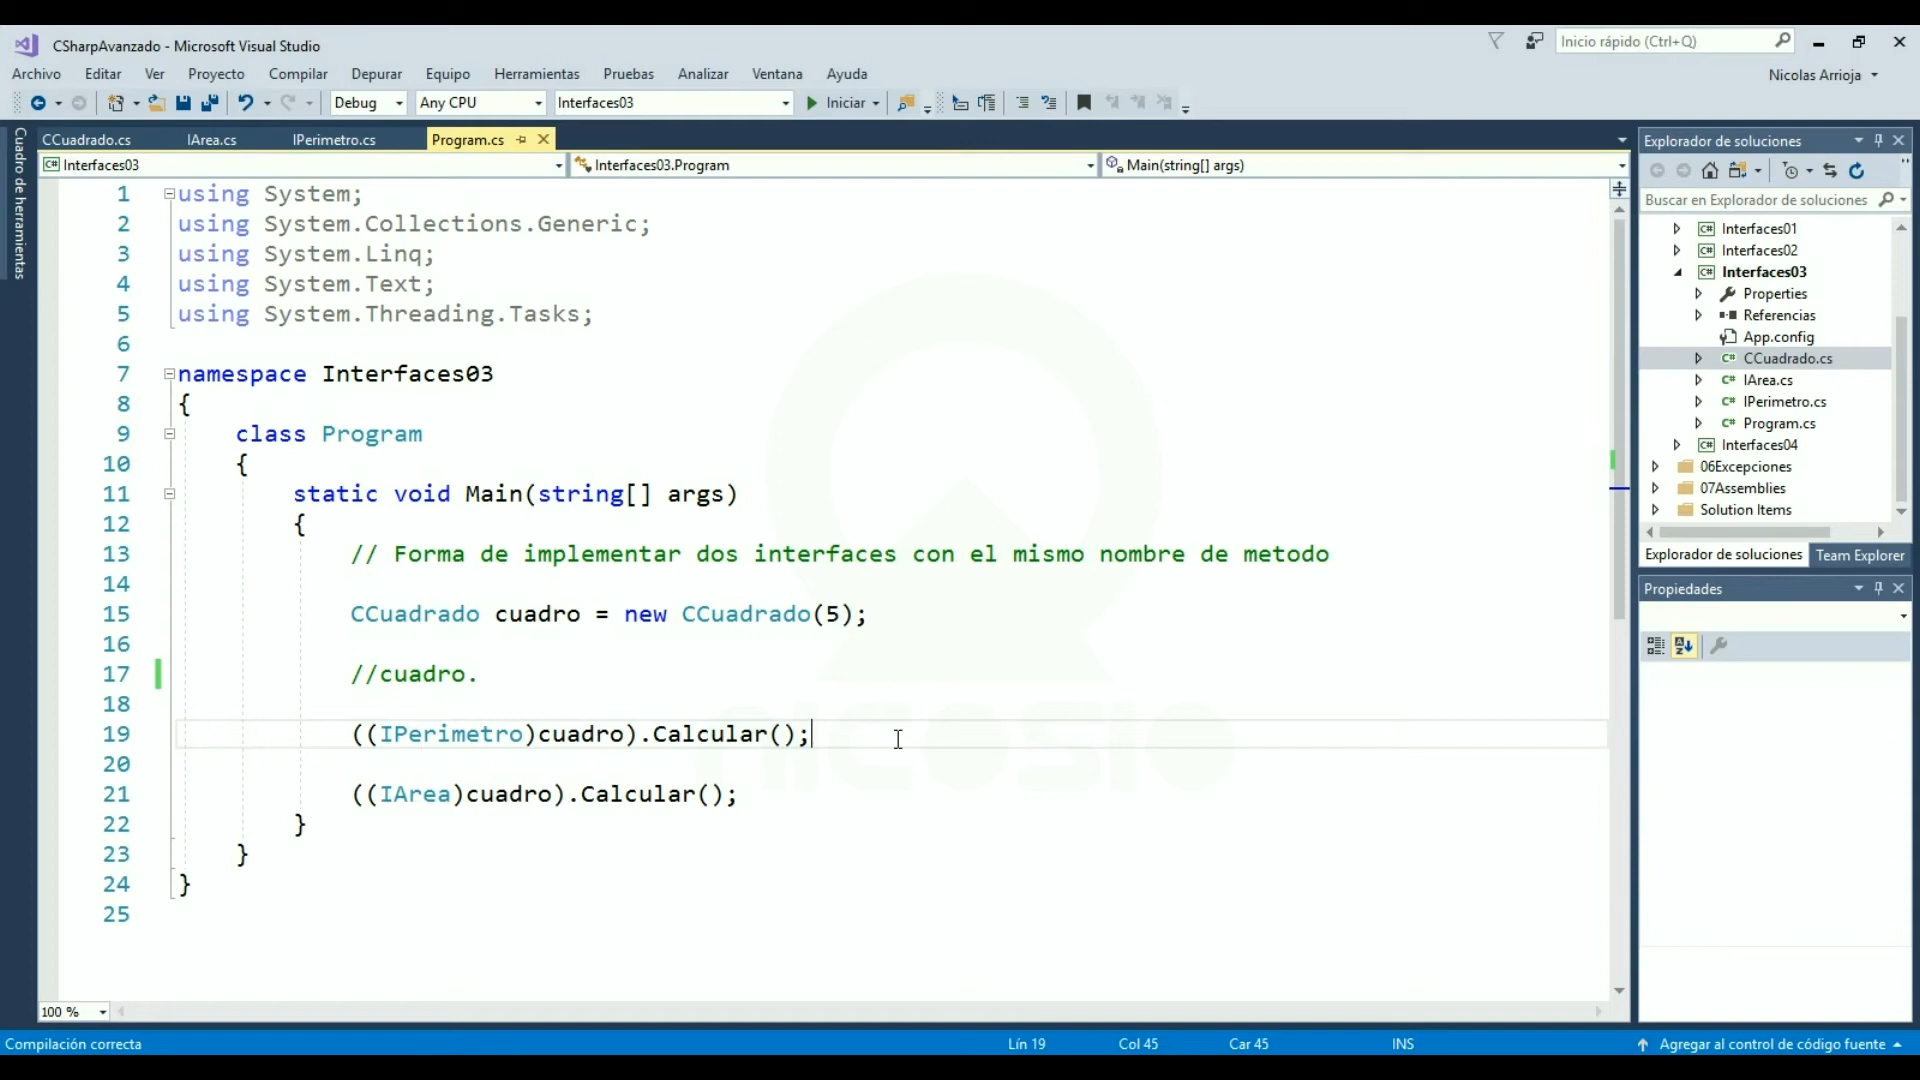 CSharpAvanzado - Microsoft Visual Studio
Inicio rápido (Ctrl+Q)
Archivo Editar Ver Proyecto Compilar Depurar Equipo Herramientas Pruebas Analizar Ventana Ayuda
Nicolas Arrioja
Debug Any CPU Interfaces03 Iniciar
Cuadro de herramientas
CCuadrado.cs IArea.cs IPerimetro.cs Program.cs
Interfaces03 Interfaces03.Program Main(string[] args)
1 using System;
2 using System.Collections.Generic;
3 using System.Linq;
4 using System.Text;
5 using System.Threading.Tasks;
6
7 namespace Interfaces03
8 {
9 class Program
10 {
11 static void Main(string[] args)
12 {
13 // Forma de implementar dos interfaces con el mismo nombre de metodo
14
15 CCuadrado cuadro = new CCuadrado(5);
16
17 //cuadro.
18
19 ((IPerimetro)cuadro).Calcular();
20
21 ((IArea)cuadro).Calcular();
22 }
23 }
24 }
25
nicosio
100 %
Explorador de soluciones
Buscar en Explorador de soluciones
Interfaces01
Interfaces02
Interfaces03
Properties
Referencias
App.config
CCuadrado.cs
IArea.cs
IPerimetro.cs
Program.cs
Interfaces04
06Excepciones
07Assemblies
Solution Items
Explorador de soluciones Team Explorer
Propiedades
Compilación correcta Lín 19 Col 45 Car 45 INS Agregar al control de código fuente